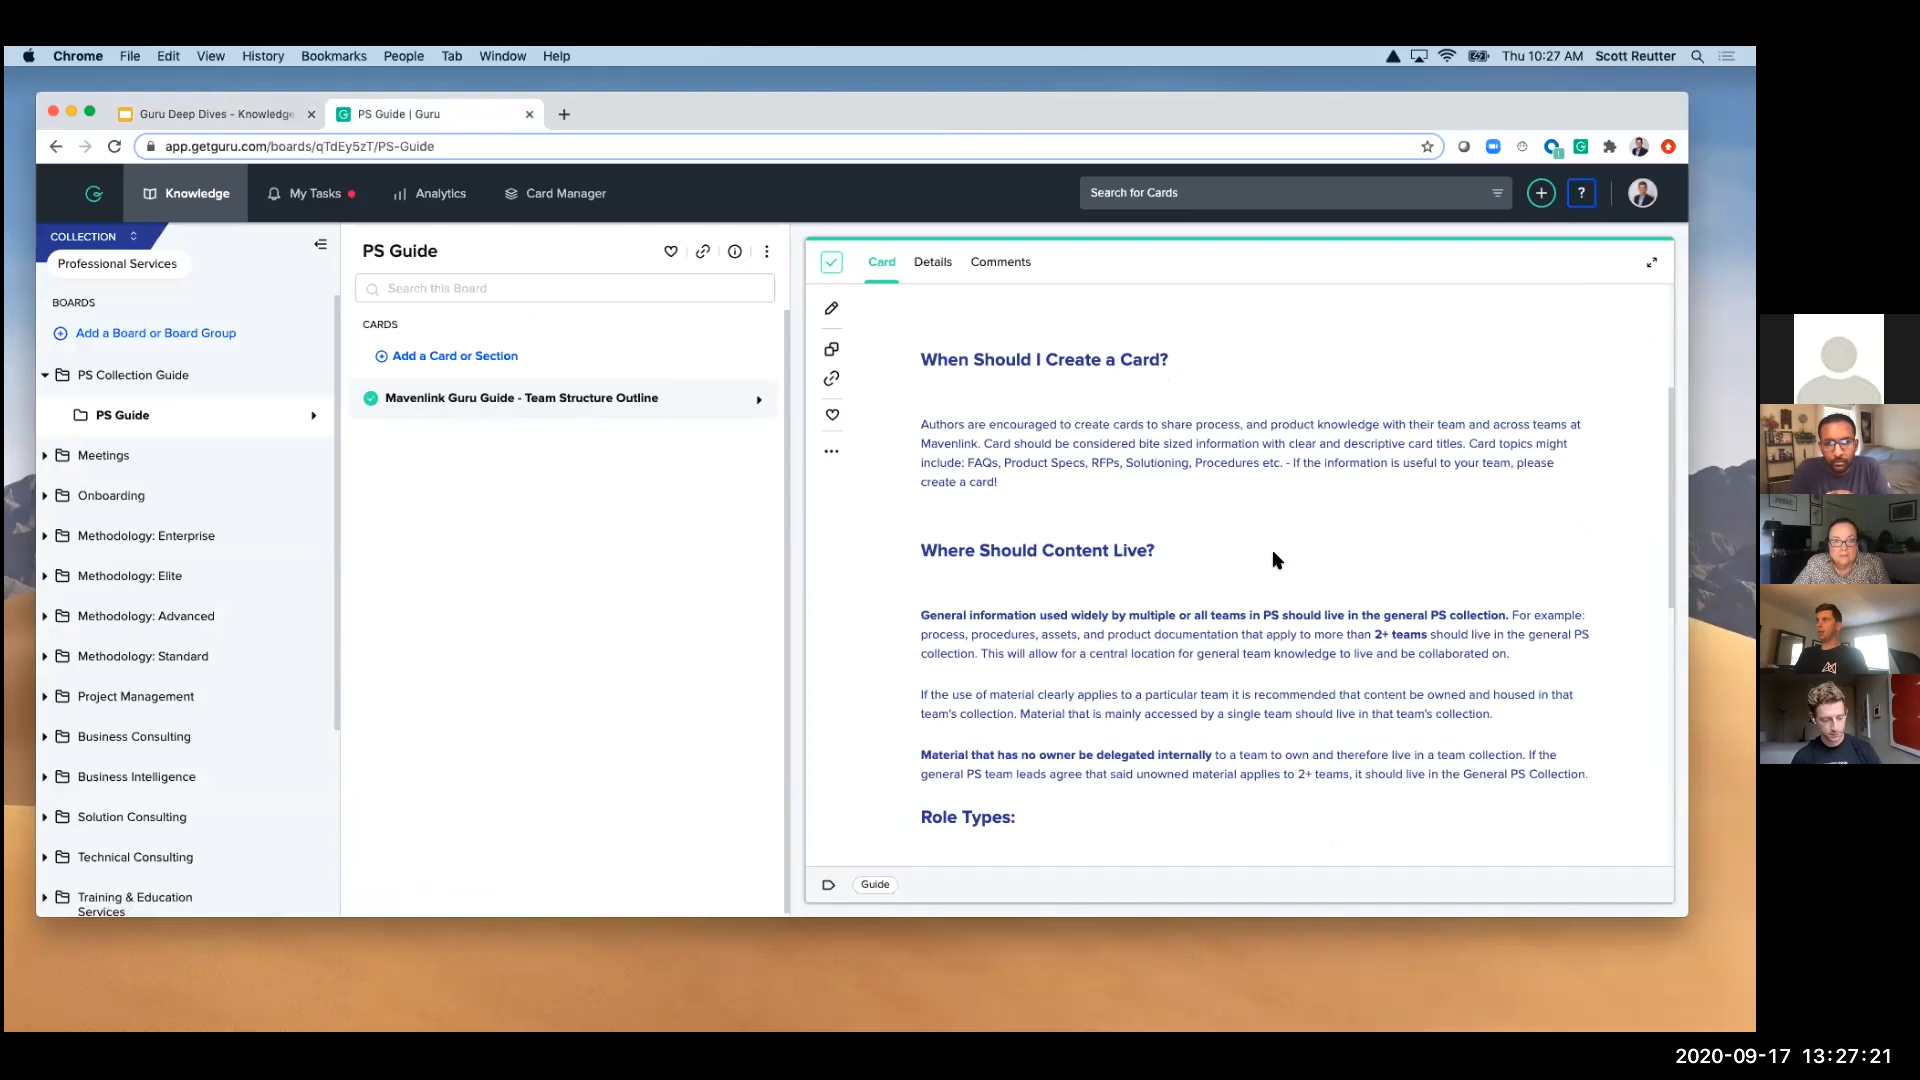 Chrome File Edit View History Bookmarks People Tab Window Help
Thu 10:27 AM Scott Reutter
Guru Deep Dives - Knowledge
PS Guide | Guru
app.getguru.com/boards/qTdEy5zT/PS-Guide
Knowledge
My Tasks
Analytics
Card Manager
Search for Cards
?
COLLECTION
Professional Services
BOARDS
Add a Board or Board Group
PS Collection Guide
PS Guide
Meetings
Onboarding
Methodology: Enterprise
Methodology: Elite
Methodology: Advanced
Methodology: Standard
Project Management
Business Consulting
Business Intelligence
Solution Consulting
Technical Consulting
Training & Education
Services
PS Guide
Search this Board
CARDS
Add a Card or Section
Mavenlink Guru Guide - Team Structure Outline
Card Details Comments
When Should I Create a Card?
Authors are encouraged to create cards to share process, and product knowledge with their team and across teams at
Mavenlink. Card should be considered bite sized information with clear and descriptive card titles. Card topics might
include: FAQs, Product Specs, RFPs, Solutioning, Procedures etc. - If the information is useful to your team, please
create a card!
Where Should Content Live?
General information used widely by multiple or all teams in PS should live in the general PS collection. For example:
process, procedures, assets, and product documentation that apply to more than 2+ teams should live in the general PS
collection. This will allow for a central location for general team knowledge to live and be collaborated on.
If the use of material clearly applies to a particular team it is recommended that content be owned and housed in that
team's collection. Material that is mainly accessed by a single team should live in that team's collection.
Material that has no owner be delegated internally to a team to own and therefore live in a team collection. If the
general PS team leads agree that said unowned material applies to 2+ teams, it should live in the General PS Collection.
Role Types:
Guide
2020-09-17 13:27:21